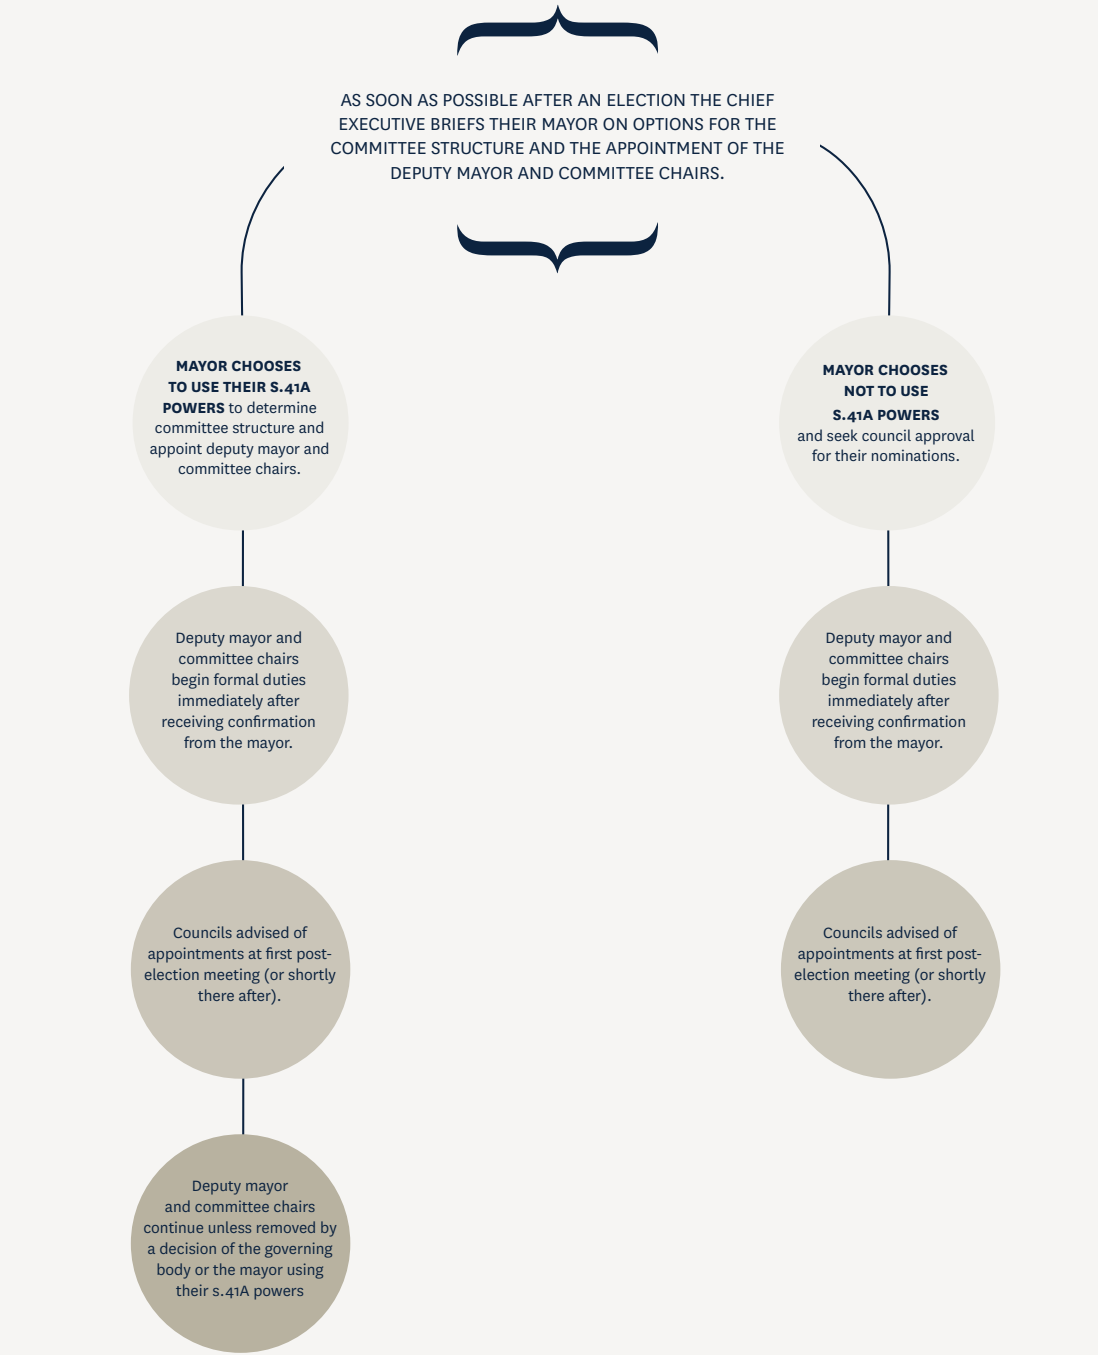 AS SOON AS POSSIBLE AFTER AN ELECTION THE CHIEF
EXECUTIVE BRIEFS THEIR MAYOR ON OPTIONS FOR THE
COMMITTEE STRUCTURE AND THE APPOINTMENT OF THE
DEPUTY MAYOR AND COMMITTEE CHAIRS.
MAYOR CHOOSES
TO USE THEIR S.41A
POWERS to determine
committee structure and
appoint deputy mayor and
committee chairs.
Deputy mayor and
committee chairs
begin formal duties
immediately after
receiving confirmation
from the mayor.
Councils advised of
appointments at first post-
election meeting (or shortly
there after).
Deputy mayor
and committee chairs
continue unless removed by
a decision of the governing
body or the mayor using
their s.41A powers
MAYOR CHOOSES
NOT TO USE
S.41A POWERS
and seek council approval
for their nominations.
Deputy mayor and
committee chairs
begin formal duties
immediately after
receiving confirmation
from the mayor.
Councils advised of
appointments at first post-
election meeting (or shortly
there after).